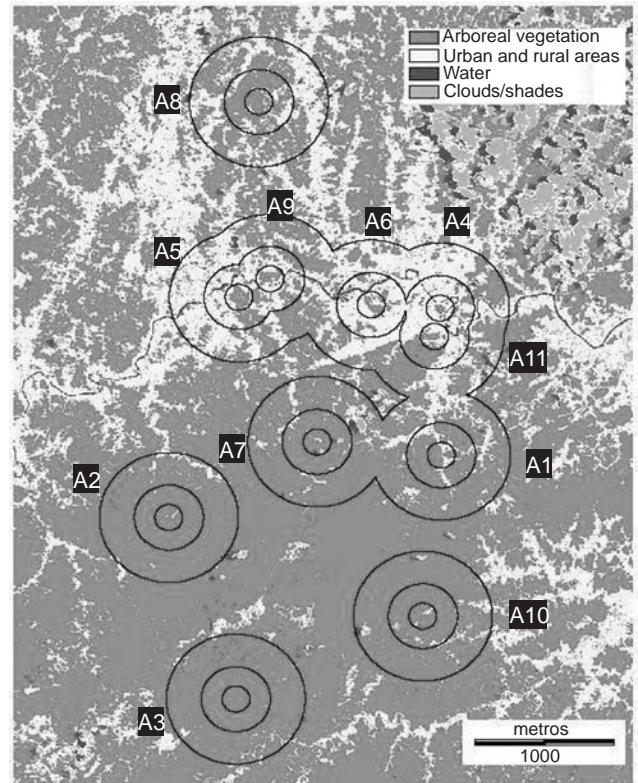 Arboreal vegetation
Urban and rural areas
Water
Clouds/shades
A8
A9
A6
A4
A5
A11
A7
A1
A2
A10
A3
metros
1000